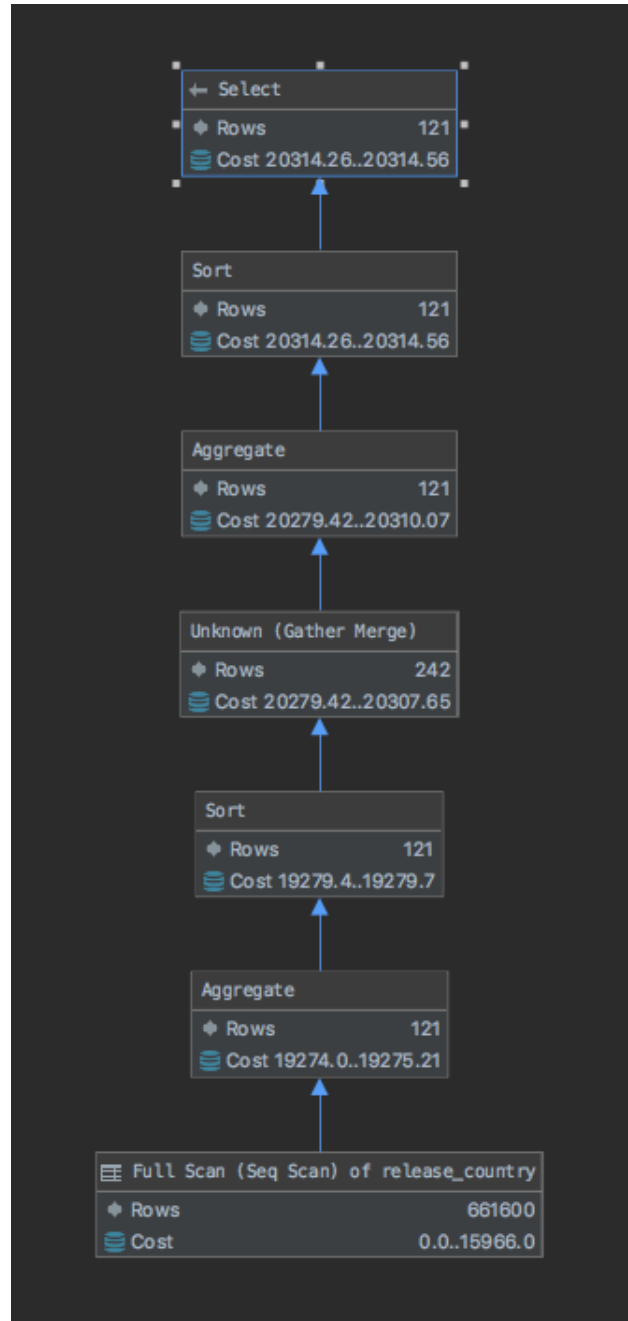 Select
Rows 121
Cost 20314.26..20314.56
Sort
Rows 121
Cost 20314.26..20314.56
Aggregate
Rows 121
Cost 20279.42..20310.07
Unknown (Gather Merge)
Rows 242
Cost 20279.42..20307.65
Sort
Rows 121
Cost 19279.4..19279.7
Aggregate
Rows 121
Cost 19274.0..19275.21
Full Scan (Seq Scan) of release_country
Rows 661600
Cost 0.0..15966.0